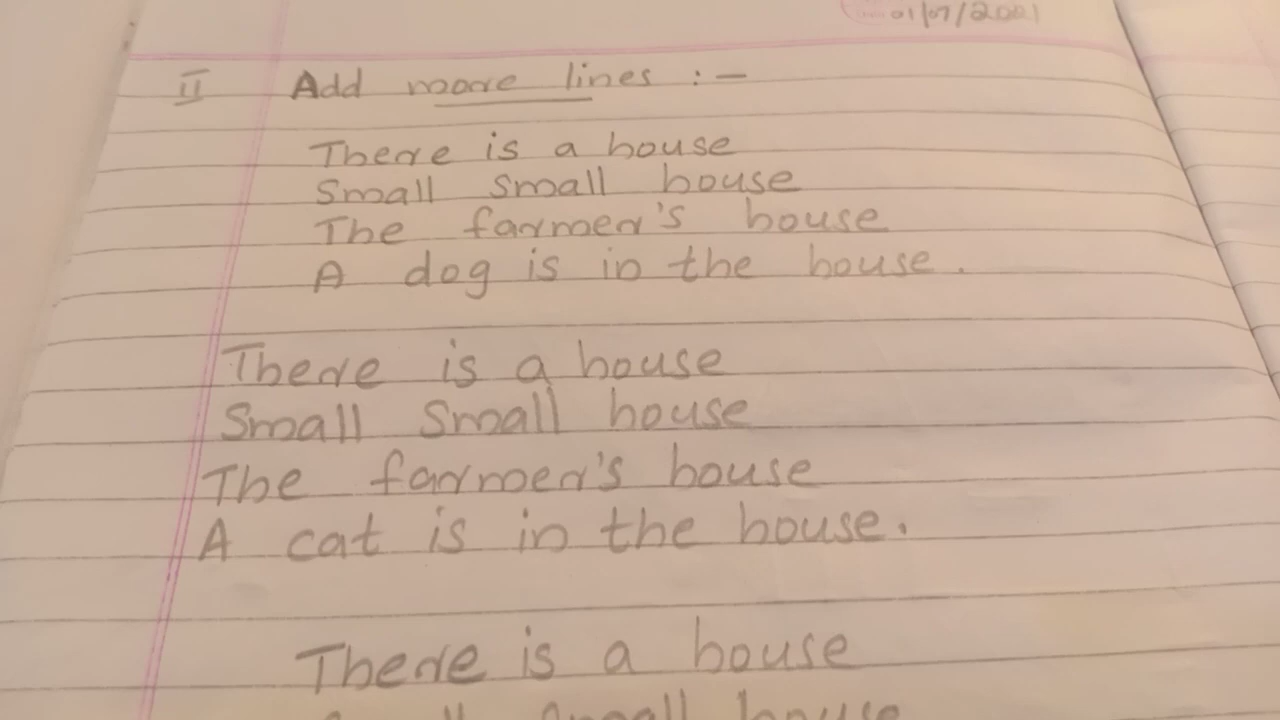 01/07/2021
II Add more lines :-
There is a house
Small small house
The farmer's house
A dog is in the house.
There is a house
Small Small house
The farmer's house
A cat is in the house.
There is a house
Small house